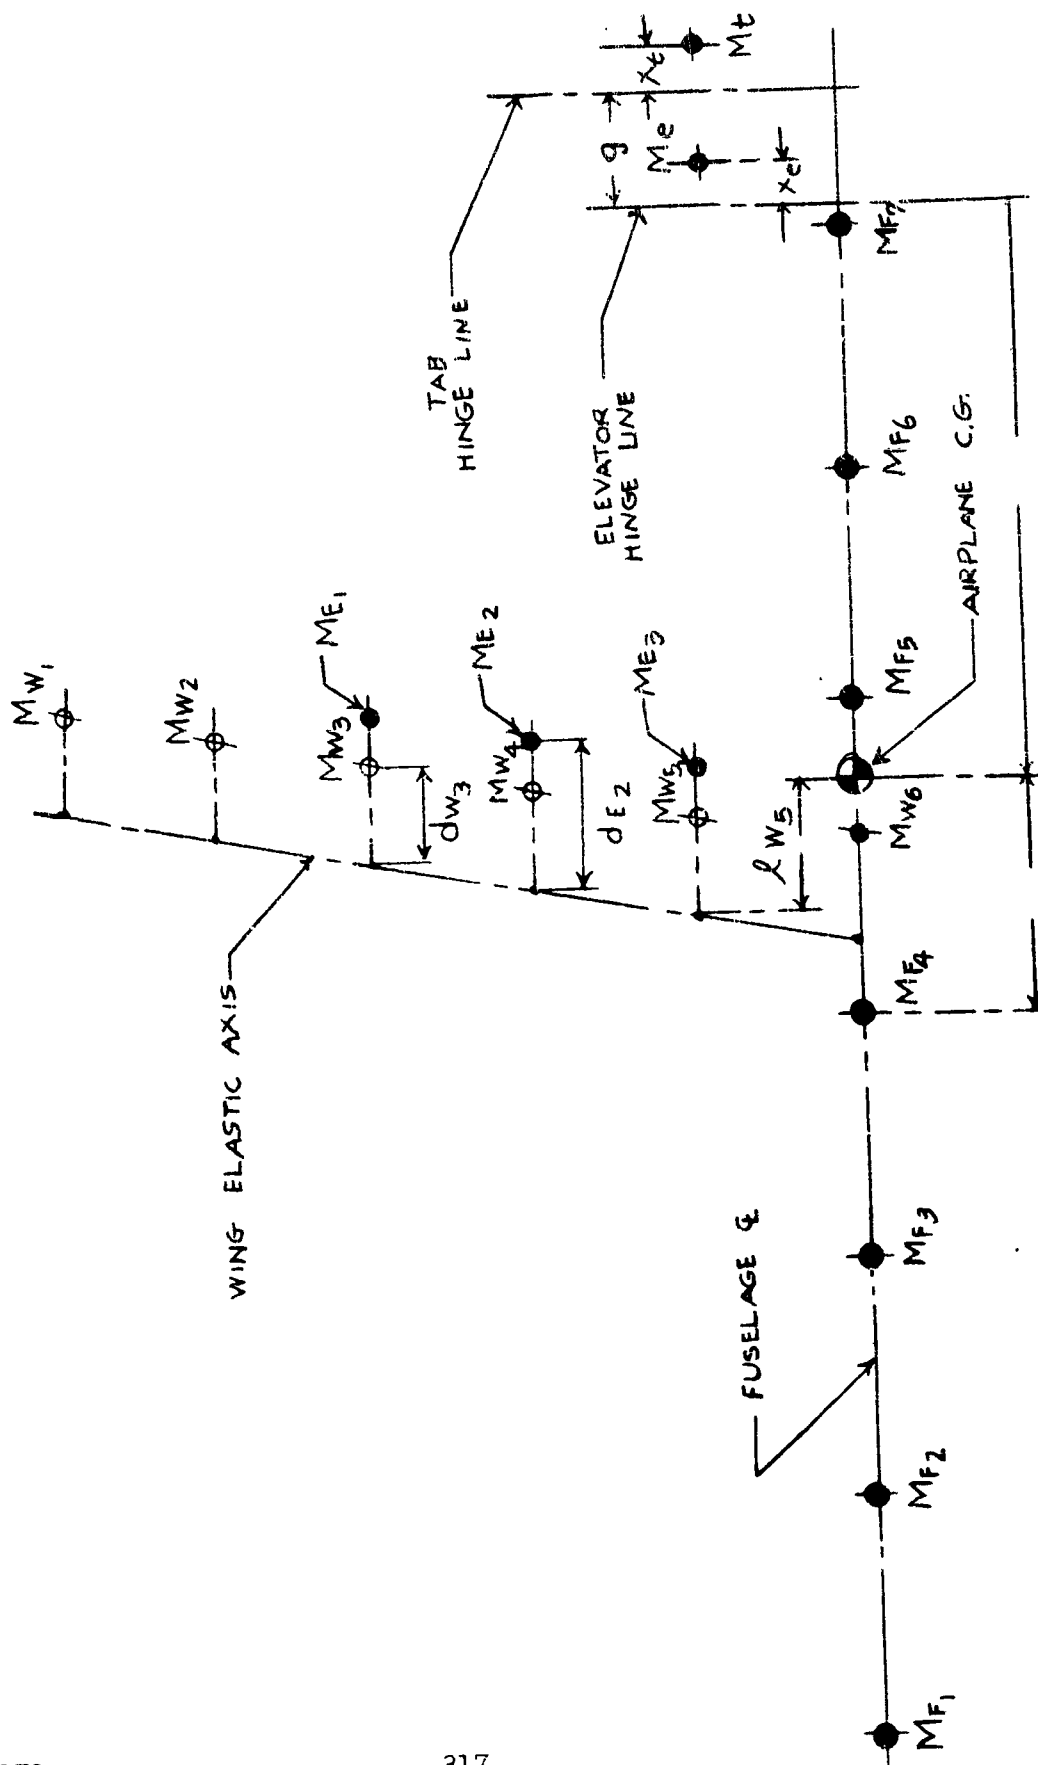 Mw1
Mw2
ME1
Mw3
ME2
Mw4
ME3
Mw5
dw3
dE2
lw5
Mw6
WING ELASTIC AXIS
TAB
HINGE LINE
ELEVATOR
HINGE LINE
g
xt
Mt
Me
xe
MF7
MF6
AIRPLANE C.G.
MF5
MF4
MF3
FUSELAGE ℄
MF2
MF1
317